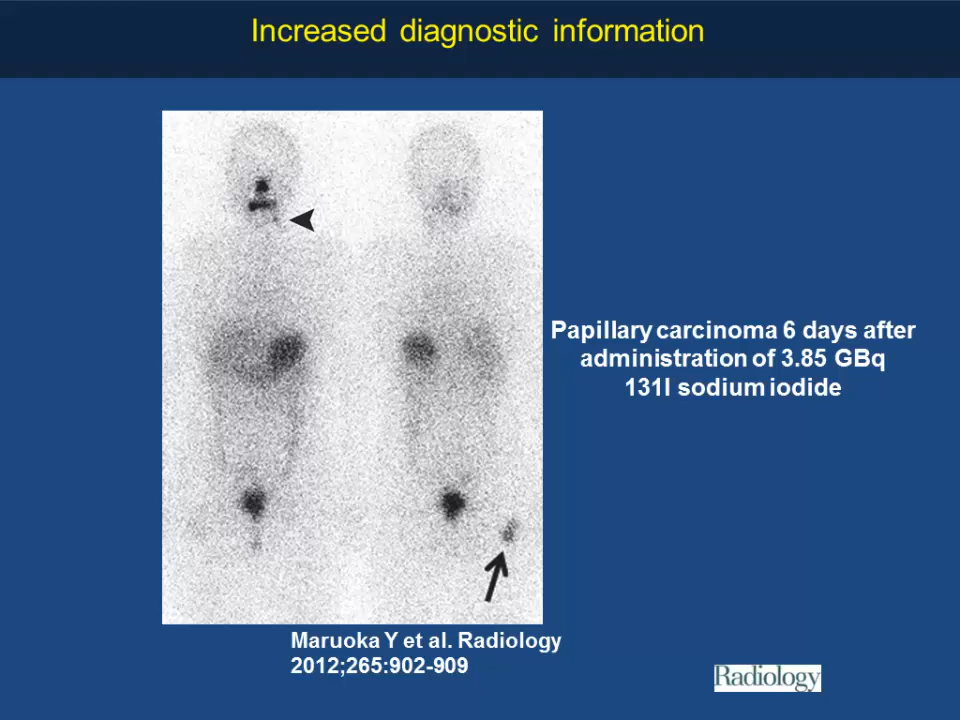 Increased diagnostic information
Papillary carcinoma 6 days after
administration of 3.85 GBq
131I sodium iodide
Maruoka Y et al. Radiology
2012;265:902-909
Radiology